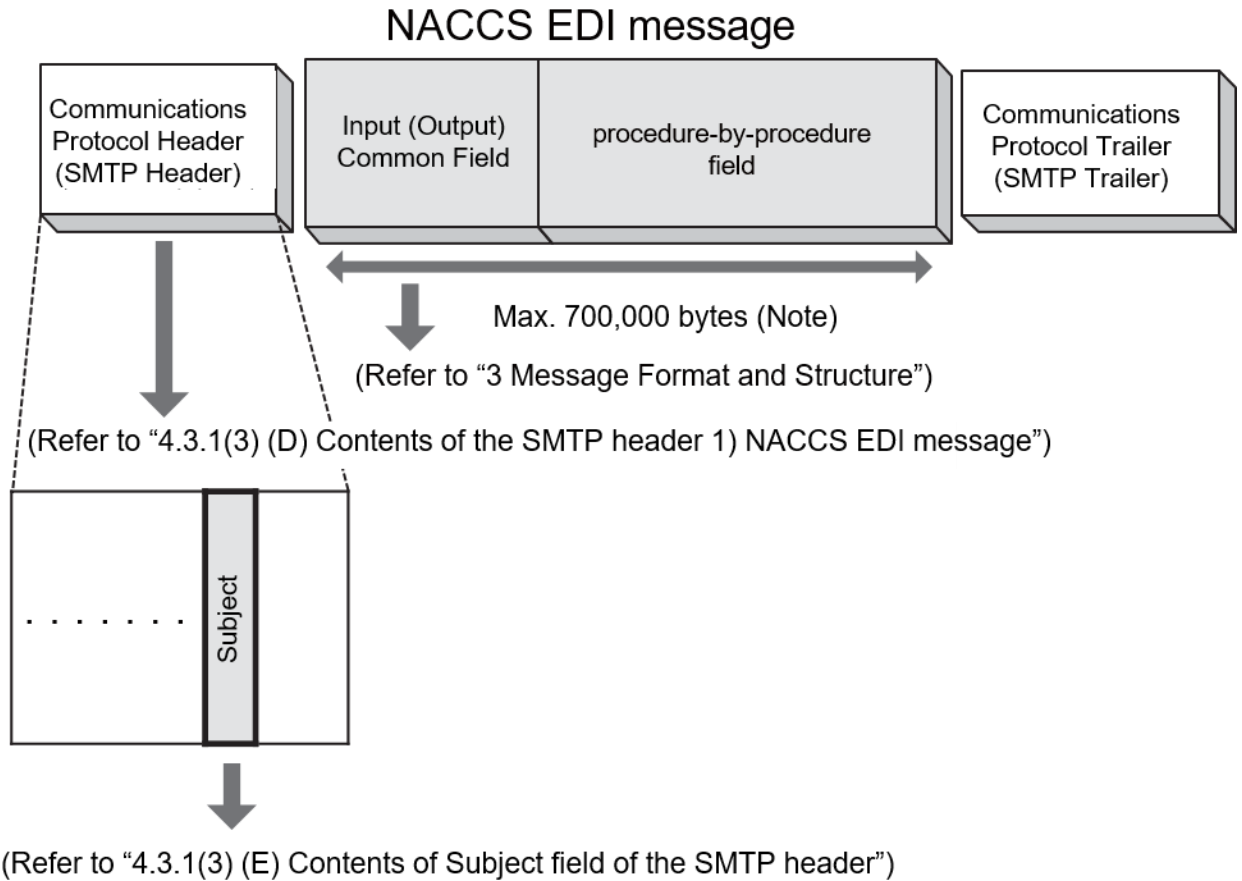 NACCS EDI message
Communications
Protocol Header
(SMTP Header)
Input (Output)
Common Field
procedure-by-procedure
field
Communications
Protocol Trailer
(SMTP Trailer)
Max. 700,000 bytes (Note)
(Refer to “3 Message Format and Structure”)
(Refer to “4.3.1(3) (D) Contents of the SMTP header 1) NACCS EDI message”)
. . . . . . .
Subject
(Refer to “4.3.1(3) (E) Contents of Subject field of the SMTP header”)